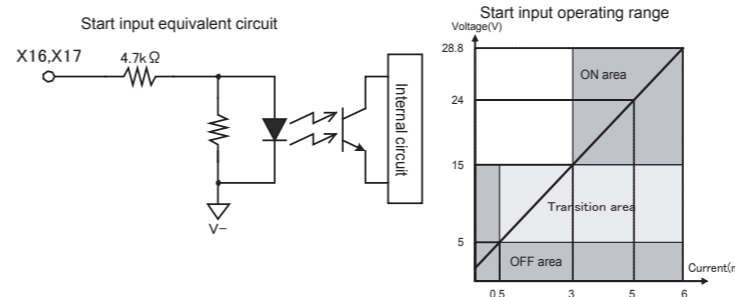 Start input equivalent circuit
X16,X17
4.7kΩ
V-
Internal circuit
Start input operating range
Voltage(V)
28.8
24
15
5
ON area
Transition area
OFF area
Current(m
0.5
3
5
6